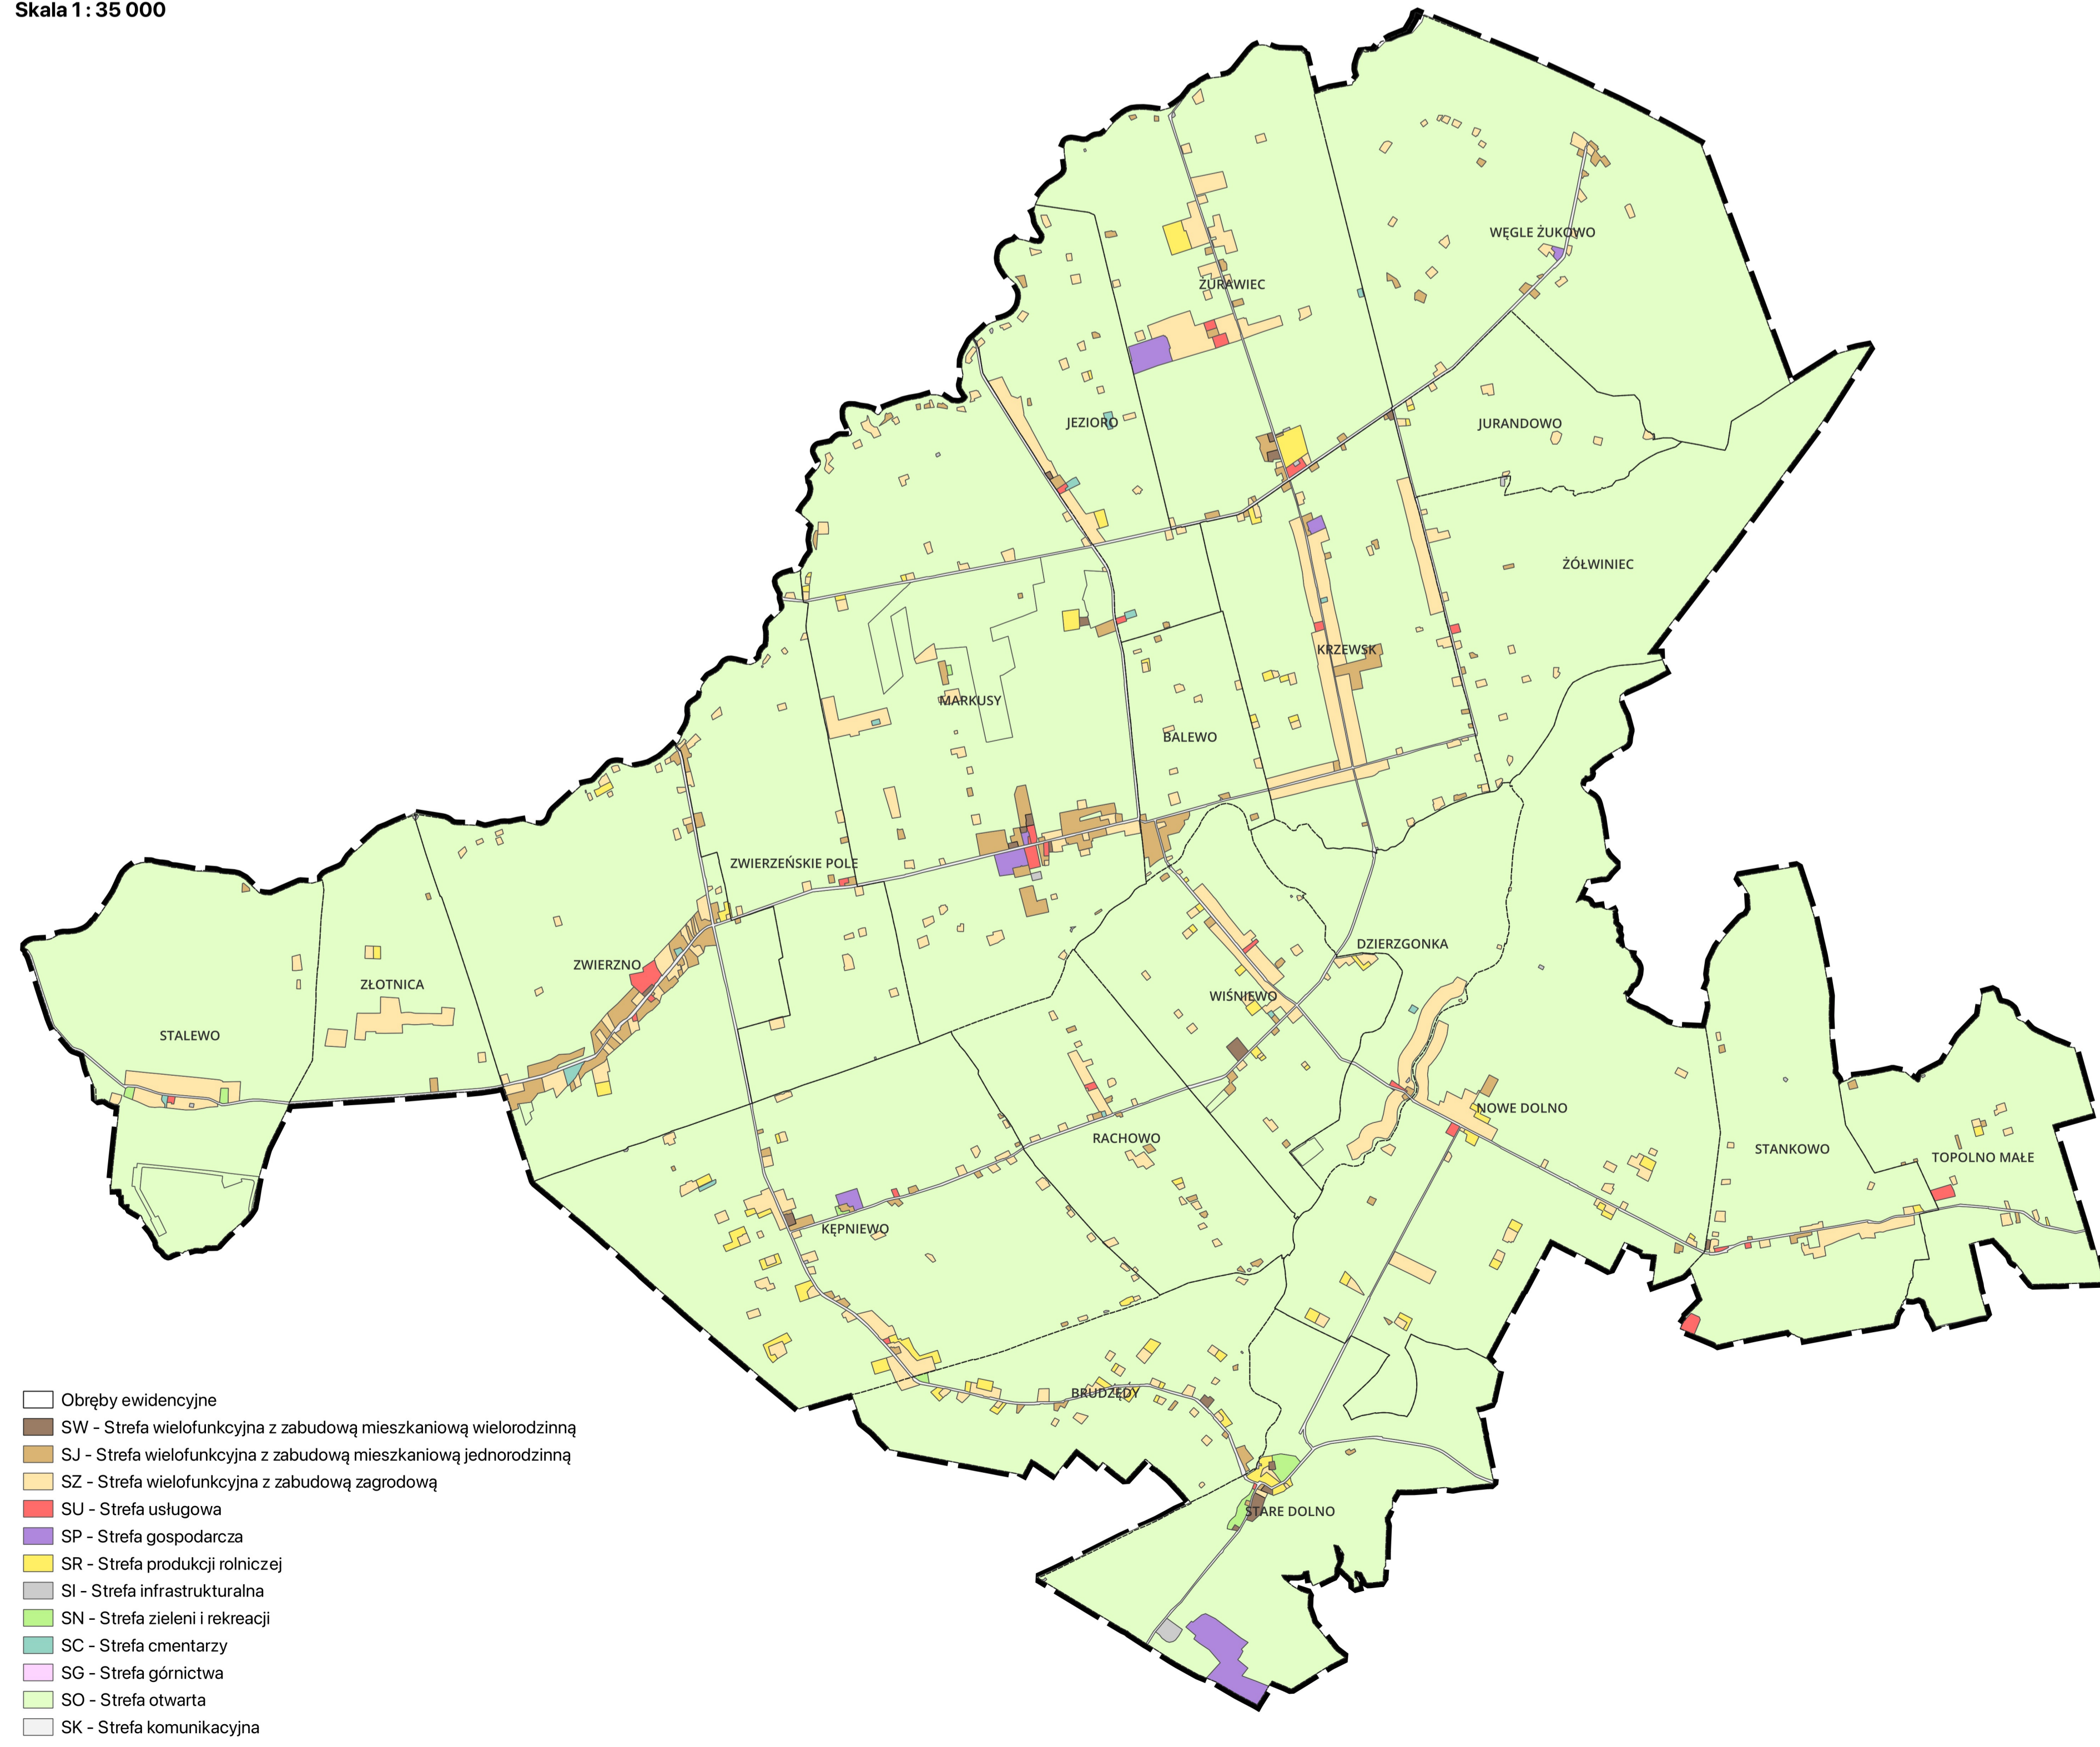 Skala 1 : 35 000
WĘGLE ŻUKOWO
ŻURAWIEC
JEZIORO
JURANDOWO
ŻÓŁWINIEC
KRZEWSK
MARKUSY
BALEWO
ZWIERZEŃSKIE POLE
DZIERZGONKA
ZWIERZNO
ZŁOTNICA
WIŚNIEWO
STALEWO
NOWE DOLNO
RACHOWO
STANKOWO
TOPOLNO MAŁE
KĘPNIEWO
BRUDZĘDY
STARE DOLNO
Obręby ewidencyjne
SW - Strefa wielofunkcyjna z zabudową mieszkaniową wielorodzinną
SJ - Strefa wielofunkcyjna z zabudową mieszkaniową jednorodzinną
SZ - Strefa wielofunkcyjna z zabudową zagrodową
SU - Strefa usługowa
SP - Strefa gospodarcza
SR - Strefa produkcji rolniczej
SI - Strefa infrastrukturalna
SN - Strefa zieleni i rekreacji
SC - Strefa cmentarzy
SG - Strefa górnictwa
SO - Strefa otwarta
SK - Strefa komunikacyjna